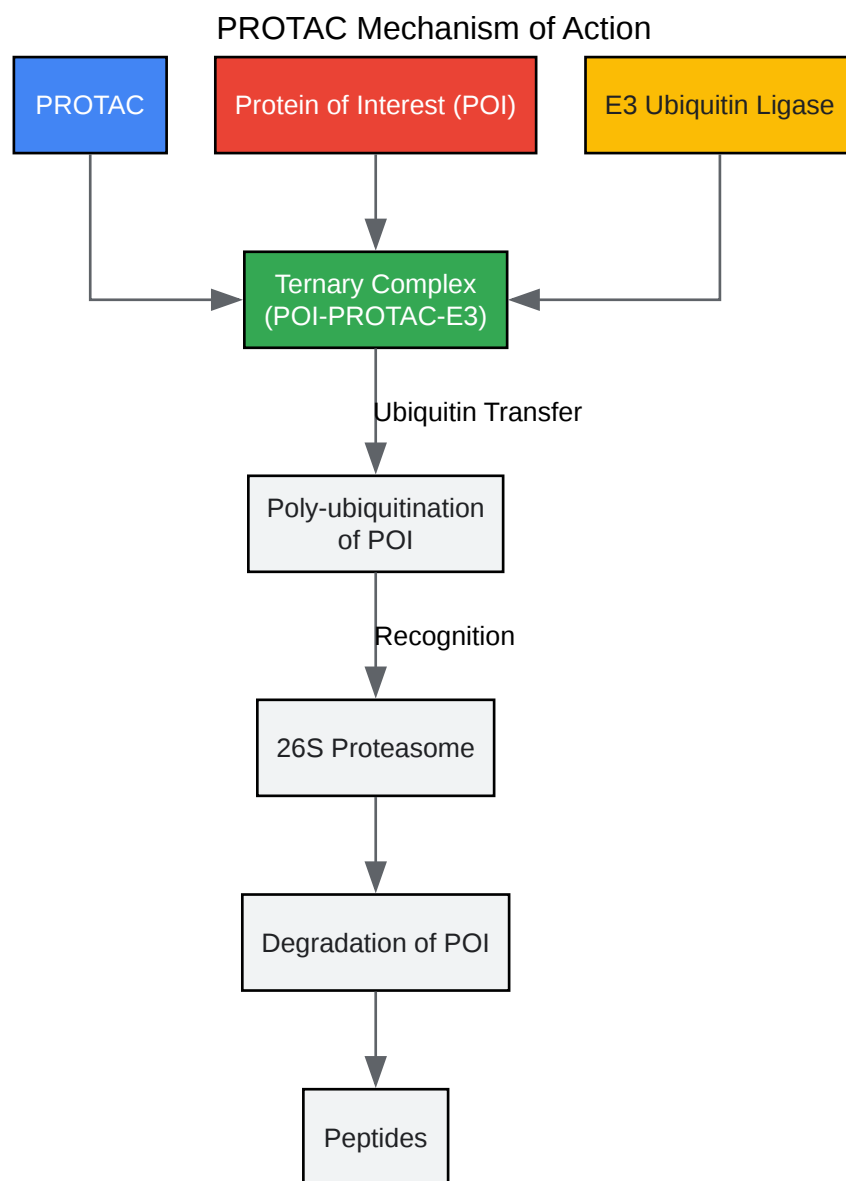 PROTAC Mechanism of Action
PROTAC
Protein of Interest (POI)
E3 Ubiquitin Ligase
Ternary Complex
(POI-PROTAC-E3)
Ubiquitin Transfer
Poly-ubiquitination
of POI
Recognition
26S Proteasome
Degradation of POI
Peptides